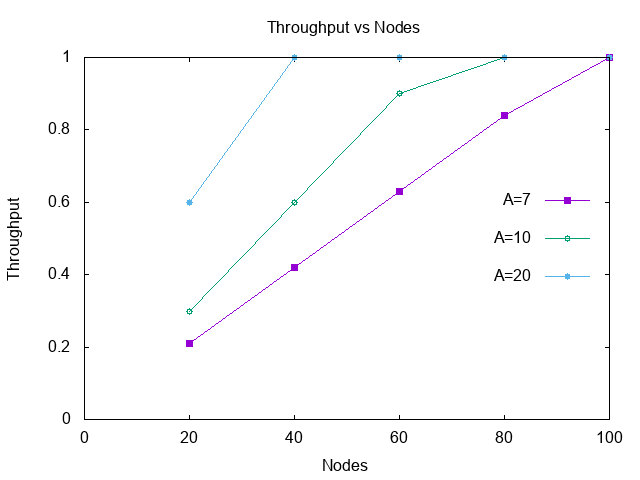 Throughput vs Nodes
1
0.8
0.6
0.4
0.2
0
Throughput
A=7
A=10
A=20
0 20 40 60 80 100
Nodes